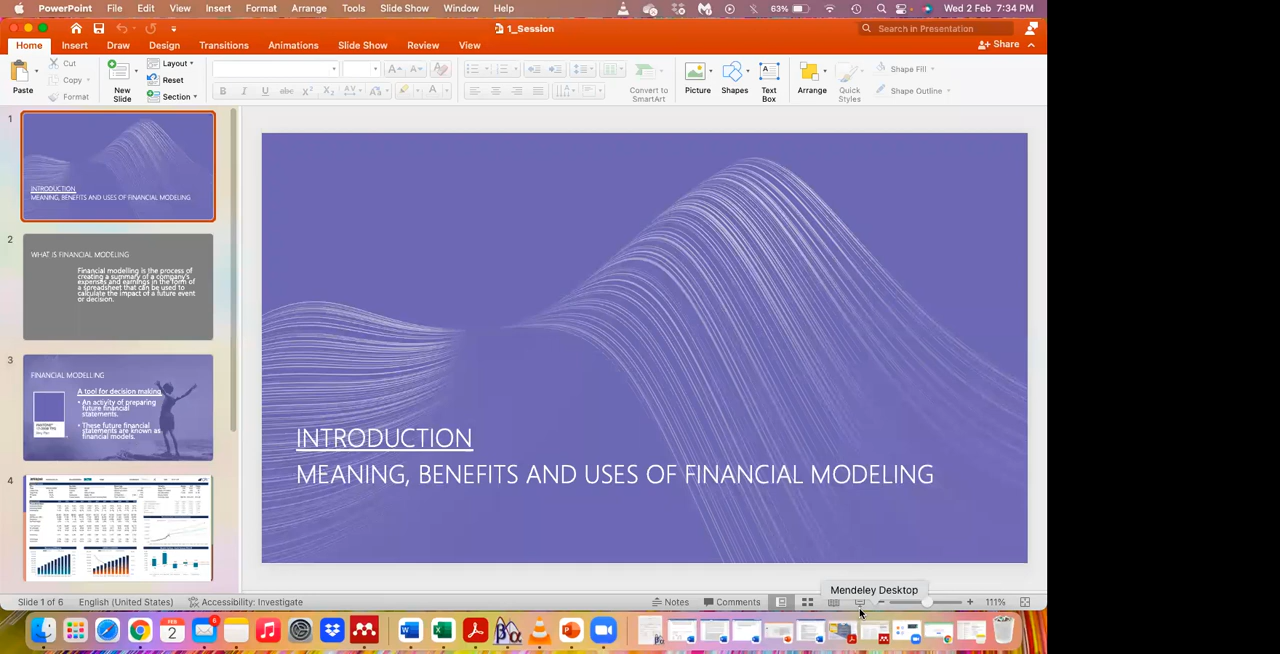 PowerPoint File Edit View Insert Format Arrange Tools Slide Show Window Help 63% Wed 2 Feb 7:34 PM
1_Session Search in Presentation
Home Insert Draw Design Transitions Animations Slide Show Review View Share
Paste Cut Copy Format
New Slide Layout Reset Section
Convert to SmartArt
Picture Shapes Text Box Arrange Quick Styles
Shape Fill
Shape Outline
1
INTRODUCTION
MEANING, BENEFITS AND USES OF FINANCIAL MODELING
2
WHAT IS FINANCIAL MODELING
Financial modelling is the process of
creating a summary of a company's
expenses and earnings in the form of
a spreadsheet that can be used to
calculate the impact of a future event
or decision.
3
FINANCIAL MODELLING
A tool for decision making
• An activity of preparing
future financial
statements.
• These future financial
statements are known as
financial models.
4
INTRODUCTION
MEANING, BENEFITS AND USES OF FINANCIAL MODELING
Mendeley Desktop
Slide 1 of 6 English (United States) Accessibility: Investigate Notes Comments 111%
FEB
2
6